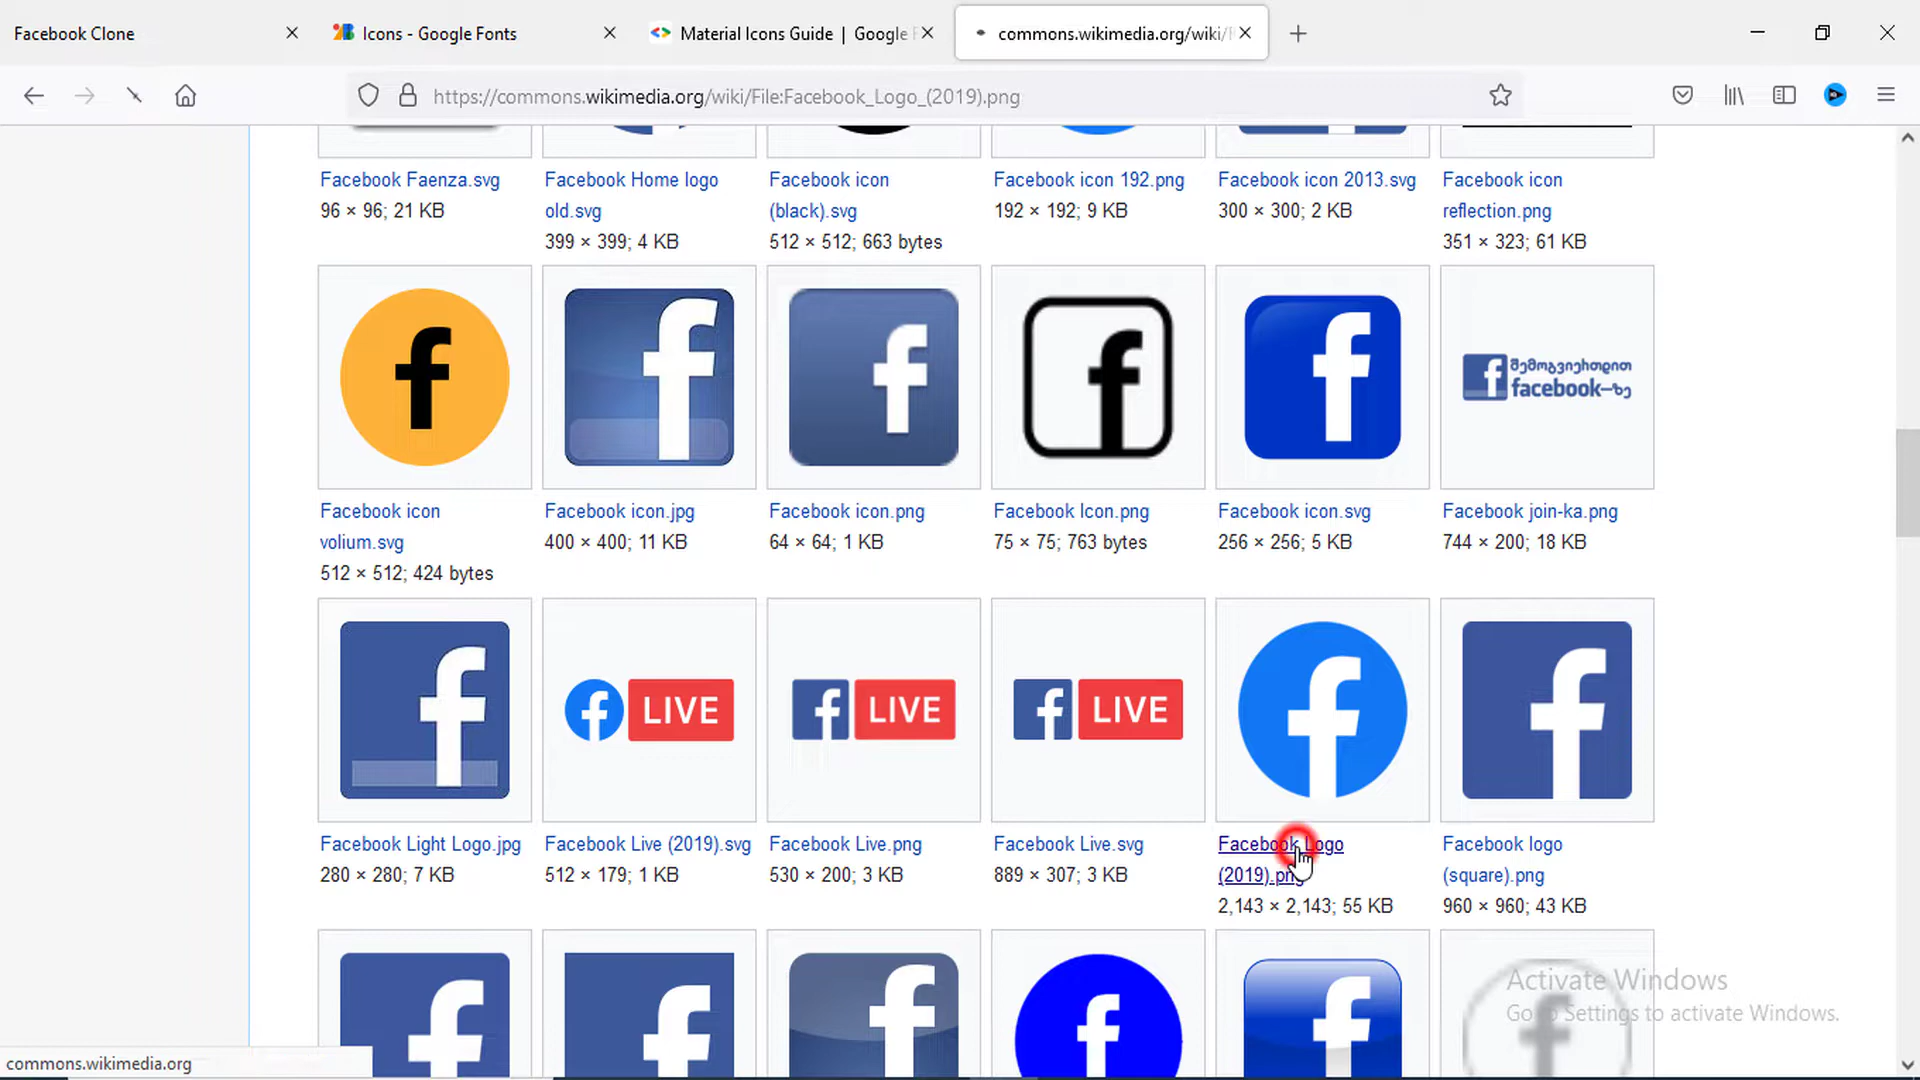 Facebook Clone
Icons - Google Fonts
Material Icons Guide | Google F
commons.wikimedia.org/wiki/
https://commons.wikimedia.org/wiki/File:Facebook_Logo_(2019).png
Facebook Faenza.svg
96 × 96; 21 KB
Facebook Home logo
old.svg
399 × 399; 4 KB
Facebook icon
(black).svg
512 × 512; 663 bytes
Facebook icon 192.png
192 × 192; 9 KB
Facebook icon 2013.svg
300 × 300; 2 KB
Facebook icon
reflection.png
351 × 323; 61 KB
შემოგვიერთდით
facebook-ზე
Facebook icon
volium.svg
512 × 512; 424 bytes
Facebook icon.jpg
400 × 400; 11 KB
Facebook icon.png
64 × 64; 1 KB
Facebook Icon.png
75 × 75; 763 bytes
Facebook icon.svg
256 × 256; 5 KB
Facebook join-ka.png
744 × 200; 18 KB
LIVE
LIVE
LIVE
Facebook Light Logo.jpg
280 × 280; 7 KB
Facebook Live (2019).svg
512 × 179; 1 KB
Facebook Live.png
530 × 200; 3 KB
Facebook Live.svg
889 × 307; 3 KB
Facebook Logo
(2019).png
2,143 × 2,143; 55 KB
Facebook logo
(square).png
960 × 960; 43 KB
Activate Windows
Go to Settings to activate Windows.
commons.wikimedia.org